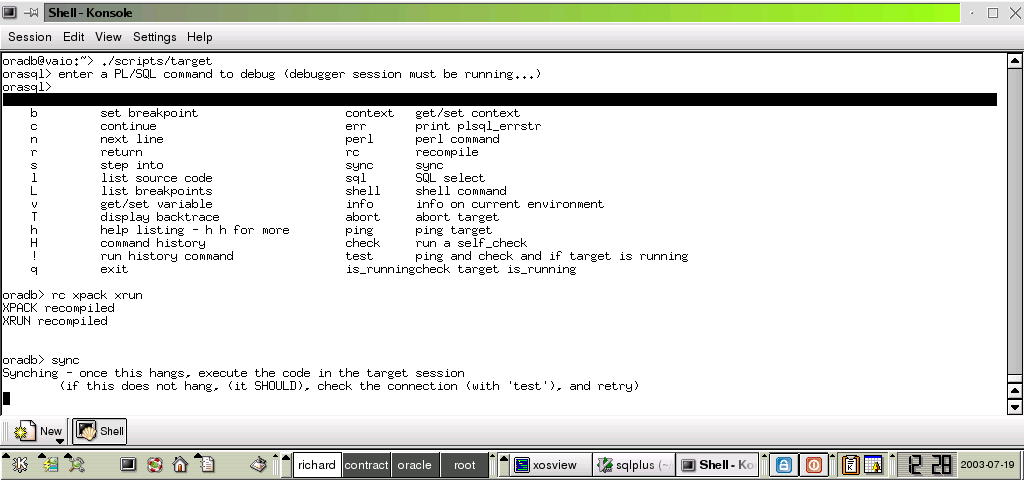 Shell - Konsole
Session Edit View Settings Help
oradb@vaio:~> ./scripts/target
orasql> enter a PL/SQL command to debug (debugger session must be running...)
orasql>
b set breakpoint context get/set context
c continue err print plsql_errstr
n next line perl perl command
r return rc recompile
s step into sync sync
l list source code sql SQL select
L list breakpoints shell shell command
v get/set variable info info on current environment
T display backtrace abort abort target
h help listing - h h for more ping ping target
H command history check run a self_check
! run history command test ping and check and if target is running
q exit is_runningcheck target is_running
oradb> rc xpack xrun
XPACK recompiled
XRUN recompiled
oradb> sync
Synching - once this hangs, execute the code in the target session
(if this does not hang, (it SHOULD), check the connection (with 'test'), and retry)
New Shell
richard contract oracle root xosview sqlplus (~ Shell - Ko 12 28 2003-07-19